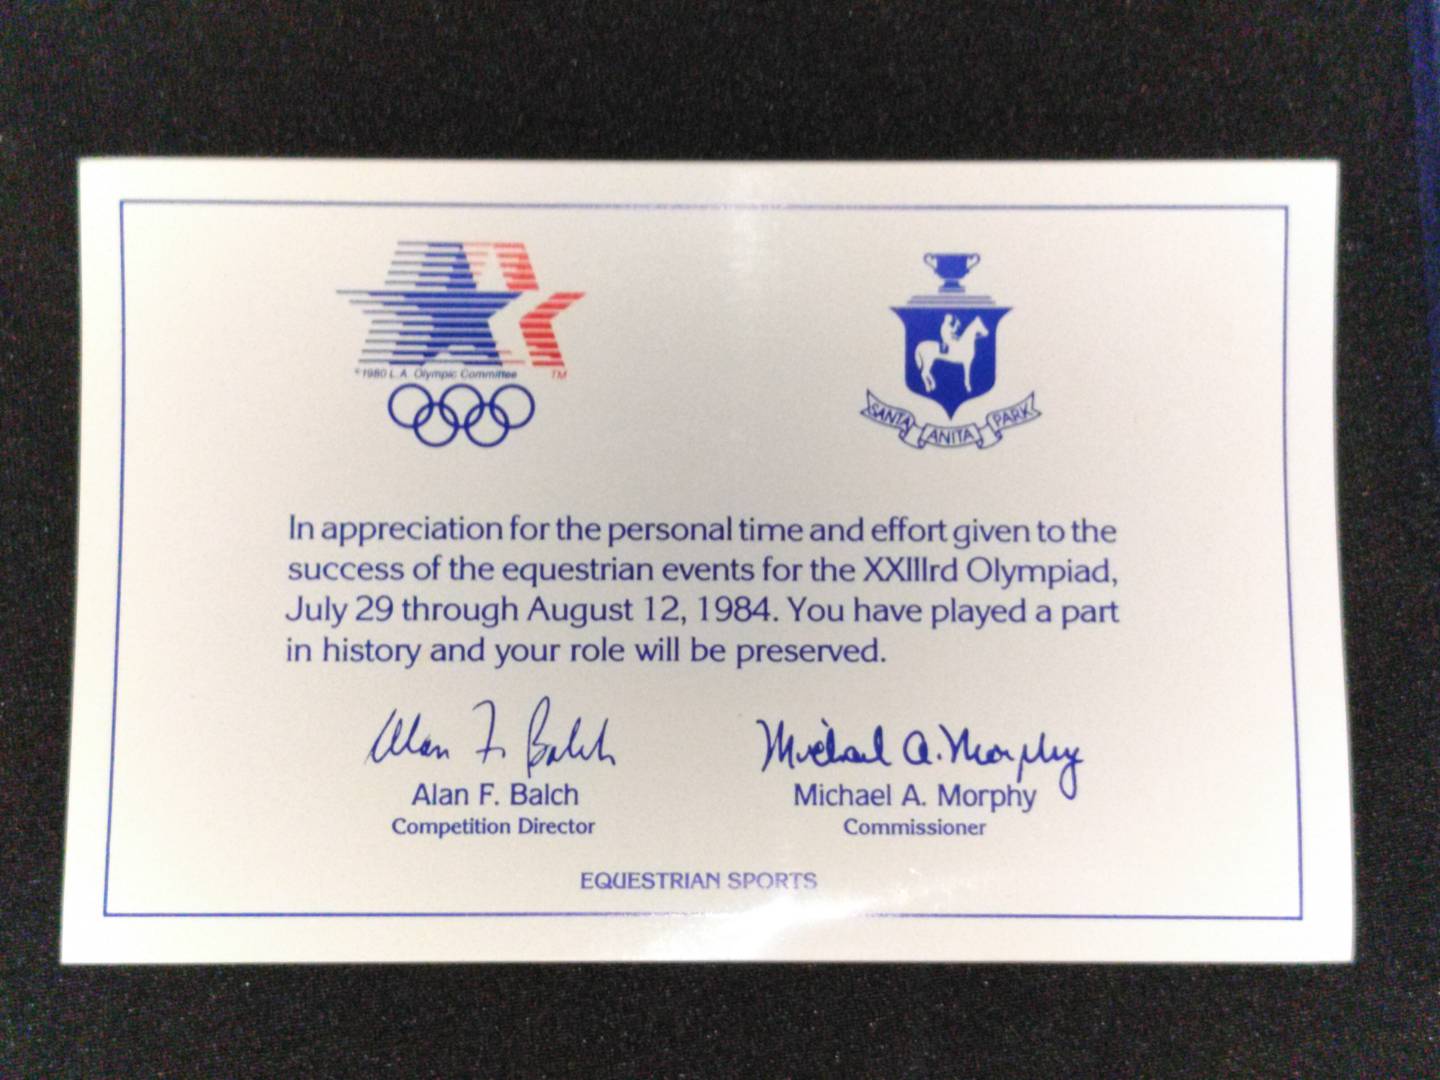 ©1980 L.A. Olympic Committee TM
SANTA ANITA PARK
In appreciation for the personal time and effort given to the
success of the equestrian events for the XXIIIrd Olympiad,
July 29 through August 12, 1984. You have played a part
in history and your role will be preserved.
Alan F. Balch
Michael A. Morphy
Alan F. Balch
Michael A. Morphy
Competition Director
Commissioner
EQUESTRIAN SPORTS